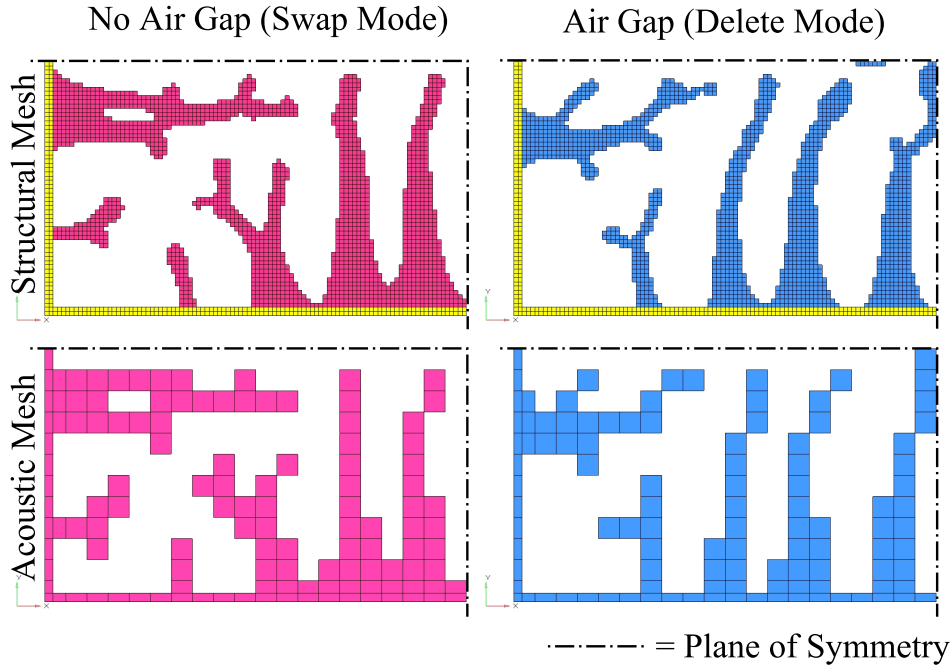 No Air Gap (Swap Mode)
Air Gap (Delete Mode)
Structural Mesh
Y
X
X
Acoustic Mesh
Y
X
Y
X
= Plane of Symmetry